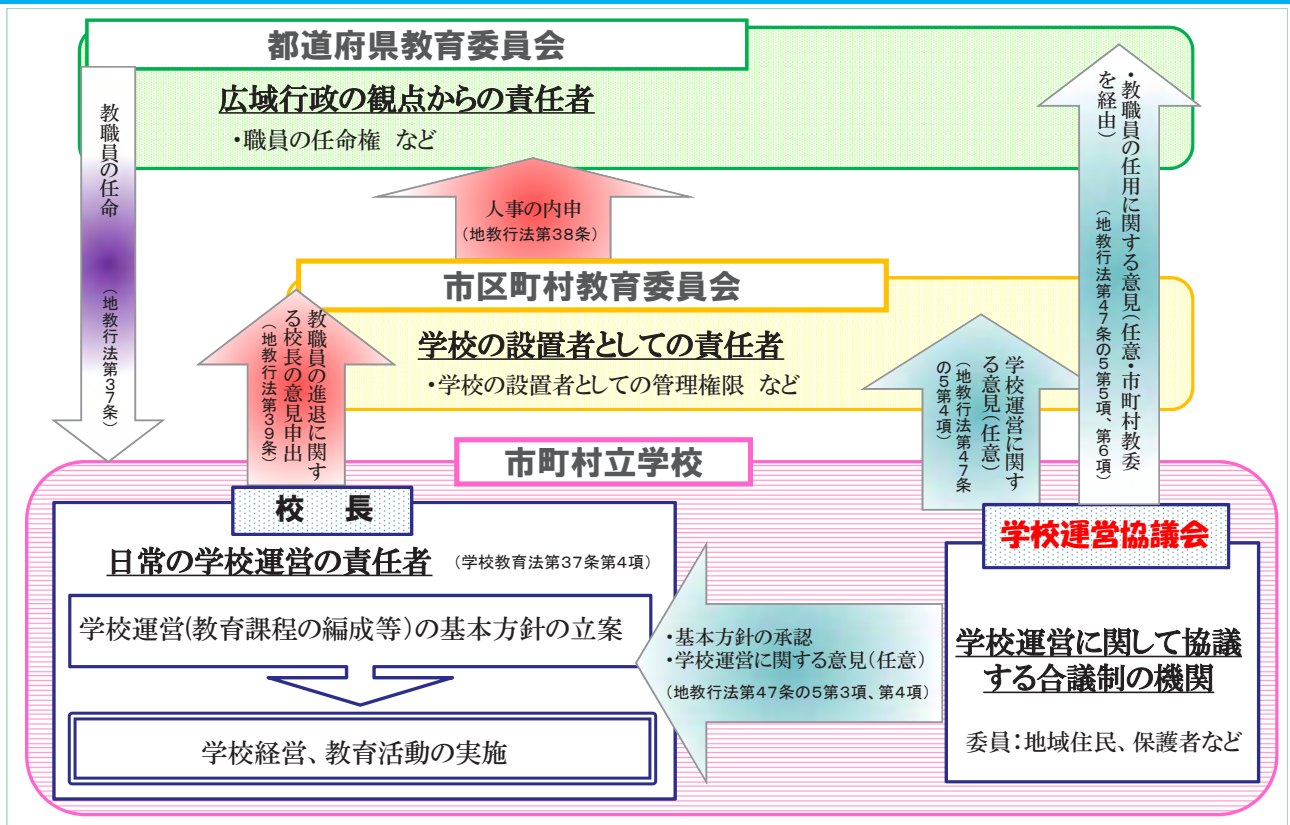 都道府県教育委員会
広域行政の観点からの責任者
・職員の任命権 など
教職員の任命
(地教行法第37条)
人事の内申
(地教行法第38条)
・教職員の任用に関する意見(任意・市町村教委
を経由)
(地教行法第47条の5第5項、第6項)
市区町村教育委員会
学校の設置者としての責任者
・学校の設置者としての管理権限 など
教職員の進退に関す
る校長の意見申出
(地教行法第39条)
学校運営に関す
る意見(任意)
(地教行法第47条
の5第4項)
市町村立学校
校 長
日常の学校運営の責任者 (学校教育法第37条第4項)
学校運営(教育課程の編成等)の基本方針の立案
学校経営、教育活動の実施
・基本方針の承認
・学校運営に関する意見(任意)
(地教行法第47条の5第3項、第4項)
学校運営協議会
学校運営に関して協議
する合議制の機関
委員:地域住民、保護者など